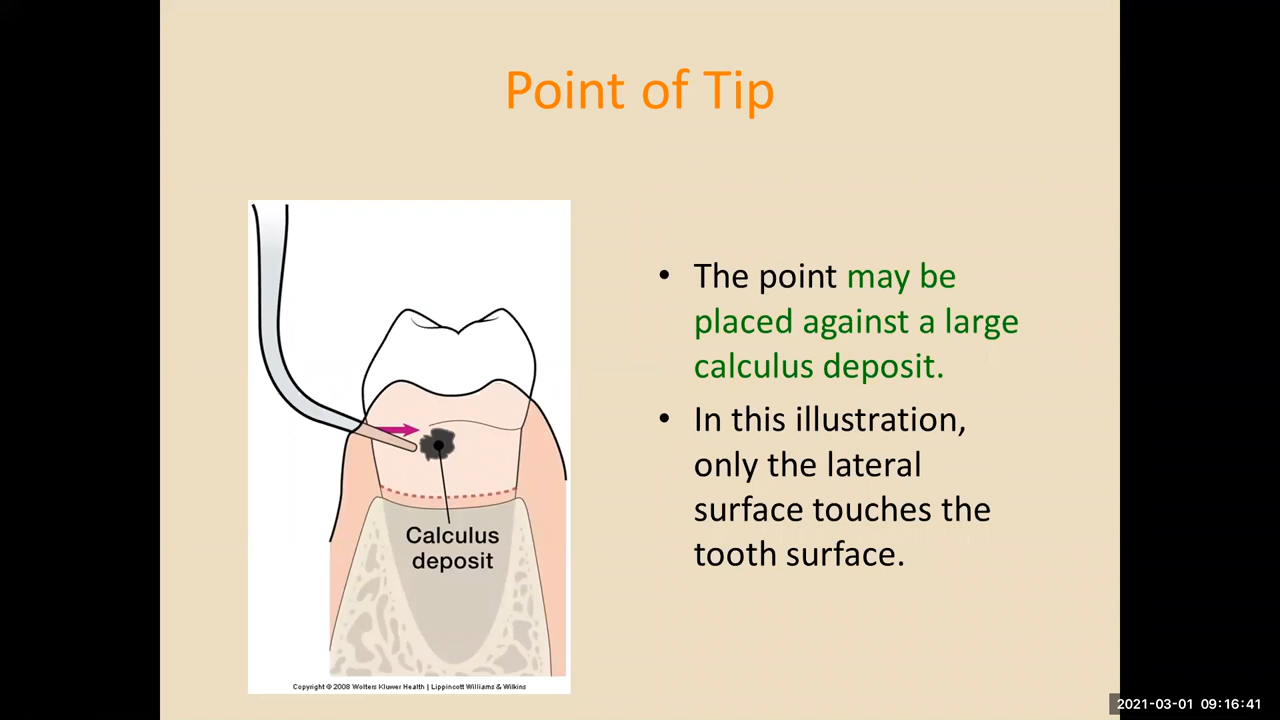 Point of Tip
Calculus
deposit
Copyright © 2008 Wolters Kluwer Health | Lippincott Williams & Wilkins
• The point may be
placed against a large
calculus deposit.
• In this illustration,
only the lateral
surface touches the
tooth surface.
2021-03-01 09:16:41